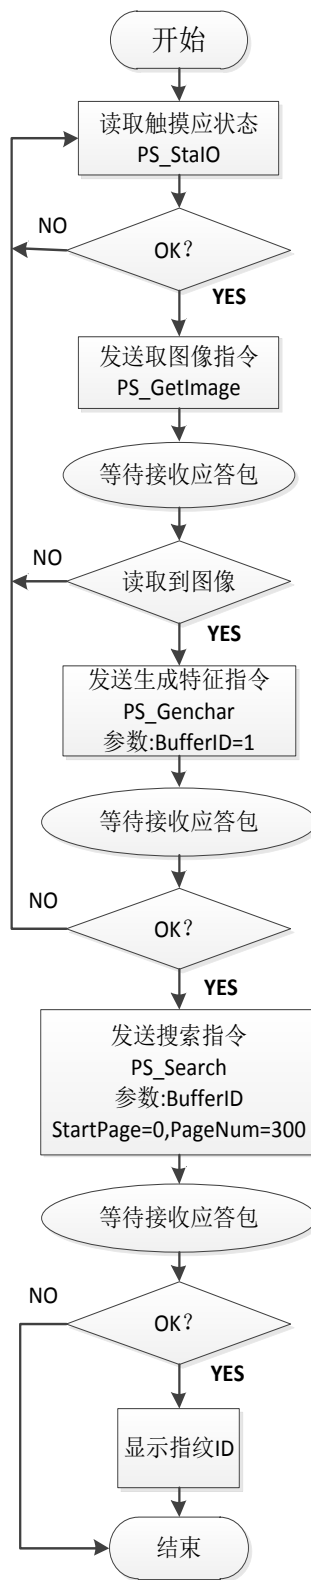 开始
读取触摸应状态
PS_StaIO
NO
OK?
YES
发送取图像指令
PS_GetImage
等待接收应答包
NO
读取到图像
YES
发送生成特征指令
PS_Genchar
参数:BufferID=1
等待接收应答包
NO
OK?
YES
发送搜索指令
PS_Search
参数:BufferID
StartPage=0,PageNum=300
等待接收应答包
NO
OK?
YES
显示指纹ID
结束